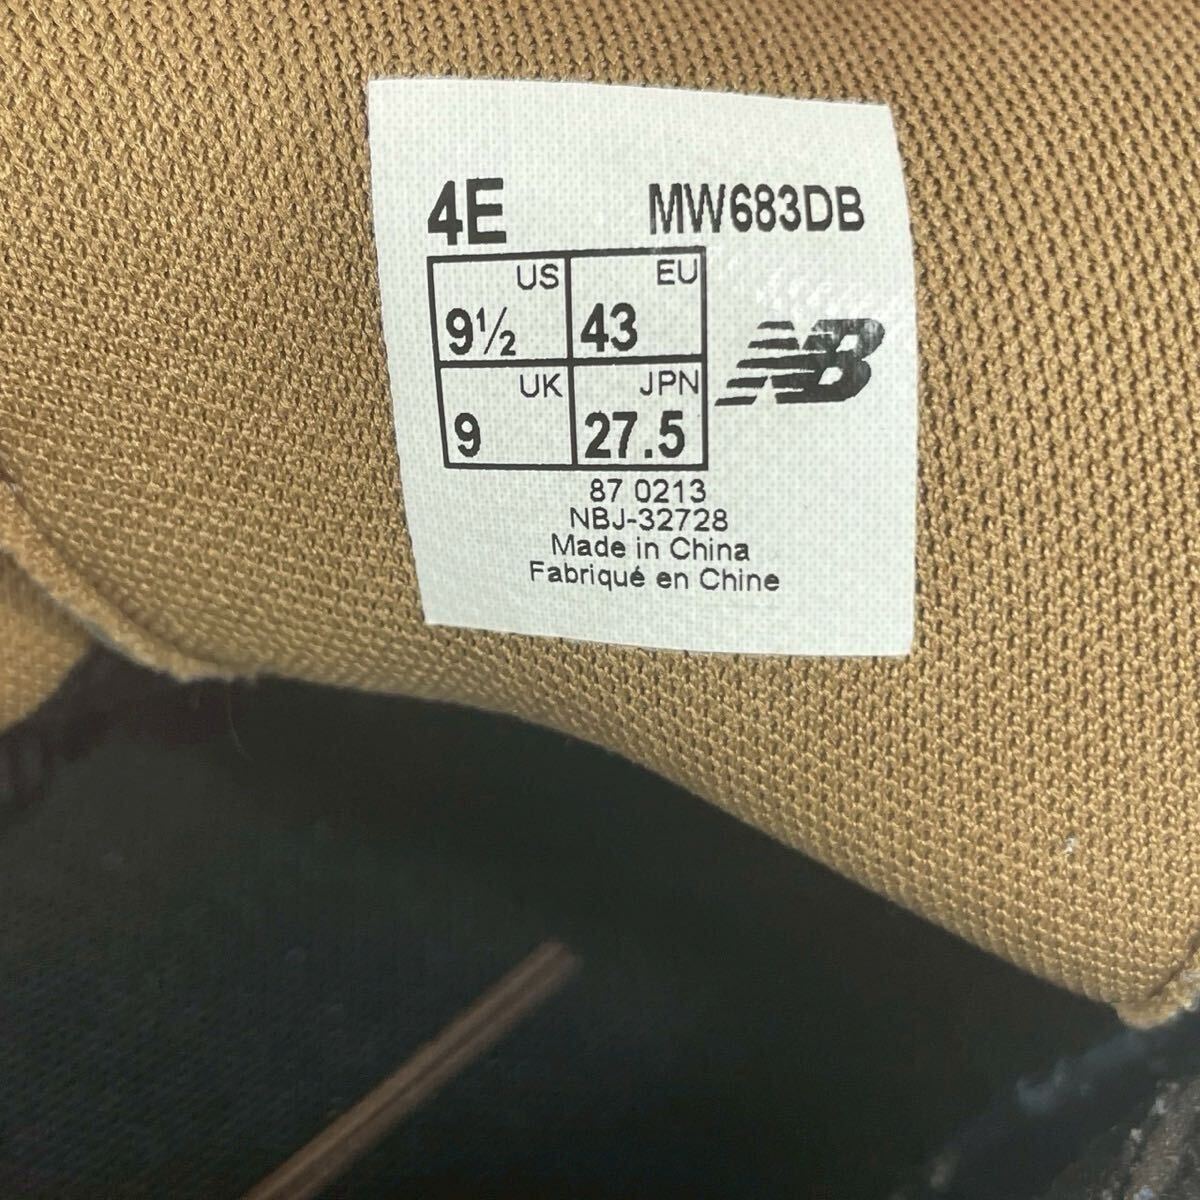 4E MW683DB
US EU
9½ 43
UK JPN
9 27.5
NB
87 0213
NBJ-32728
Made in China
Fabriqué en Chine